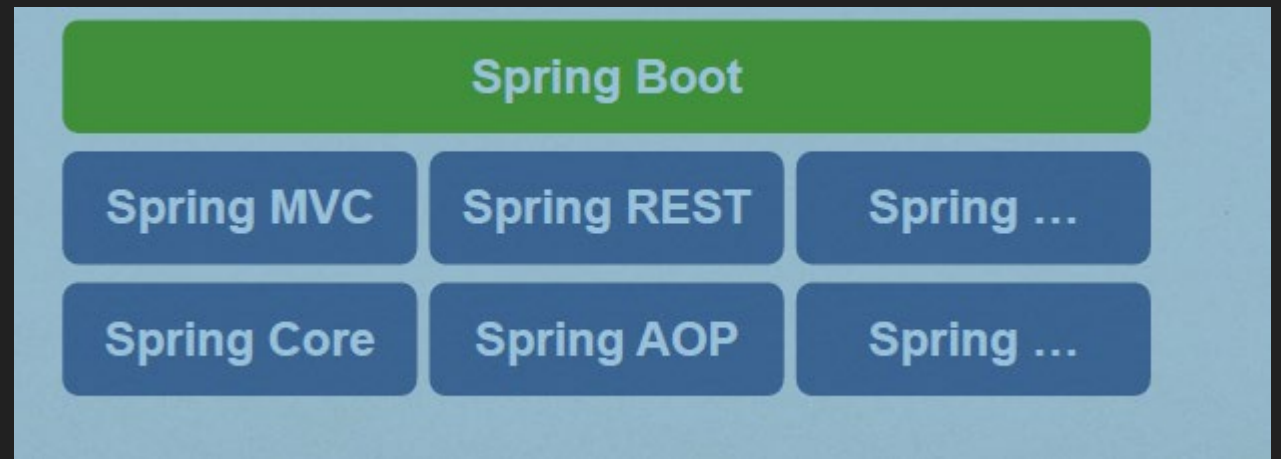 Spring Boot
Spring MVC Spring REST Spring …
Spring Core Spring AOP Spring …